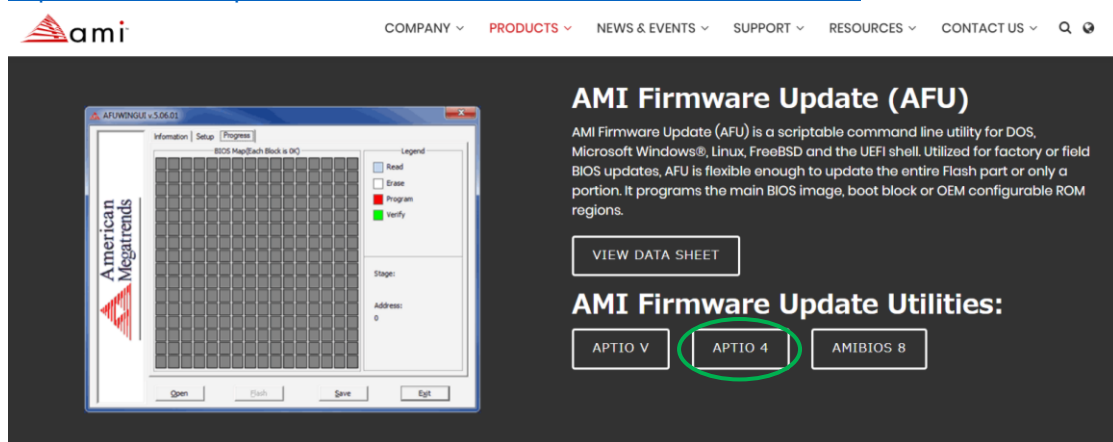 ami
COMPANY
PRODUCTS
NEWS & EVENTS
SUPPORT
RESOURCES
CONTACT US
AFUWINGUI v.5.06.01
Information
Setup
Progress
BIOS Map(Each Block is 0K)
Legend
Read
Erase
Program
Verify
Stage:
Address:
0
American
Megatrends
Open
Flash
Save
Exit
AMI Firmware Update (AFU)
AMI Firmware Update (AFU) is a scriptable command line utility for DOS,
Microsoft Windows®, Linux, FreeBSD and the UEFI shell. Utilized for factory or field
BIOS updates, AFU is flexible enough to update the entire Flash part or only a
portion. It programs the main BIOS image, boot block or OEM configurable ROM
regions.
VIEW DATA SHEET
AMI Firmware Update Utilities:
APTIO V
APTIO 4
AMIBIOS 8